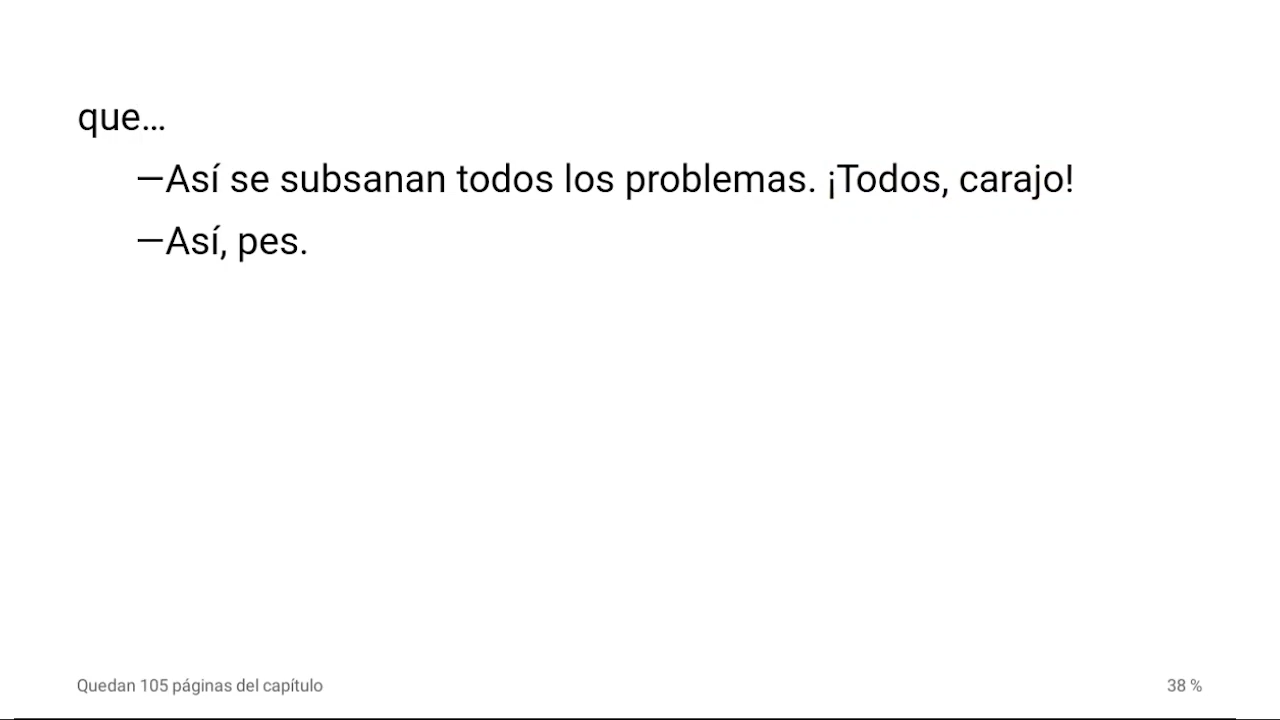 que…
—Así se subsanan todos los problemas. ¡Todos, carajo!
—Así, pes.
Quedan 105 páginas del capítulo
38 %